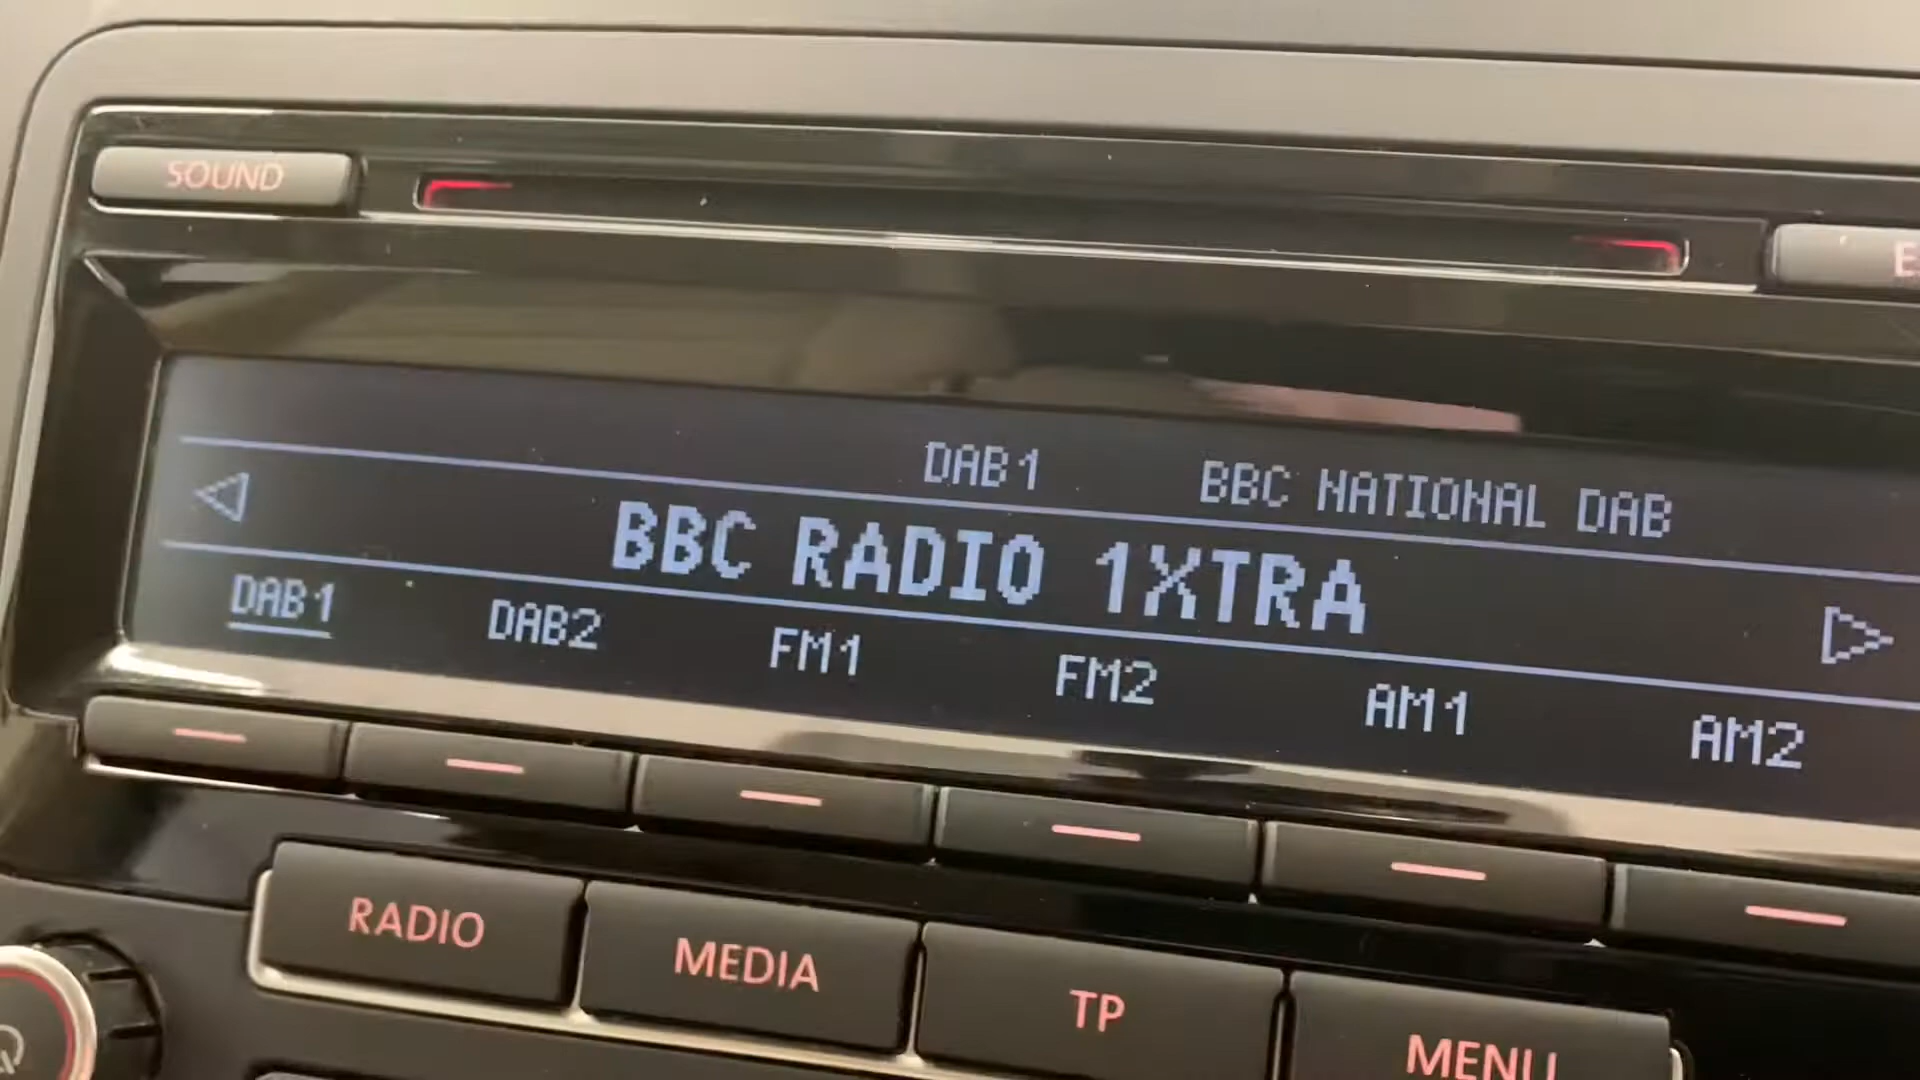 SOUND
DAB1 BBC NATIONAL DAB
BBC RADIO 1XTRA
DAB1 DAB2 FM1 FM2 AM1 AM2
RADIO MEDIA TP MENU